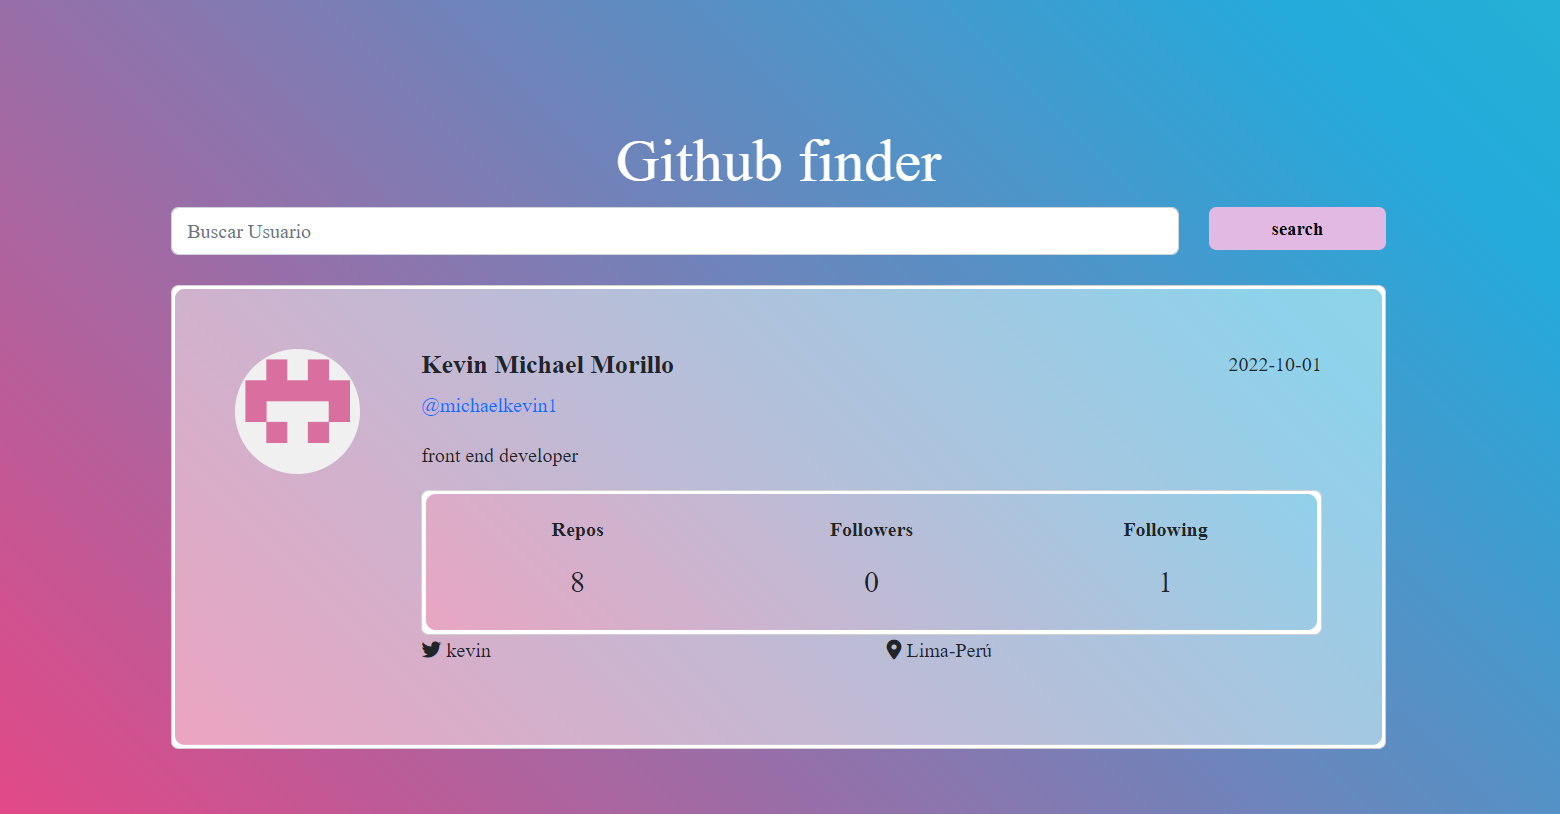 Github finder
Buscar Usuario
search
Kevin Michael Morillo
2022-10-01
@michaelkevin1
front end developer
Repos Followers Following
8 0 1
kevin Lima-Perú